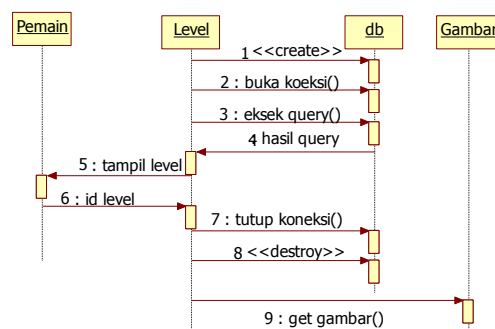 Pemain
Level
db
Gambar
1 <<create>>
2 : buka koeksi()
3 : eksek query()
4 hasil query
5 : tampil level
6 : id level
7 : tutup koneksi()
8 <<destroy>>
9 : get gambar()